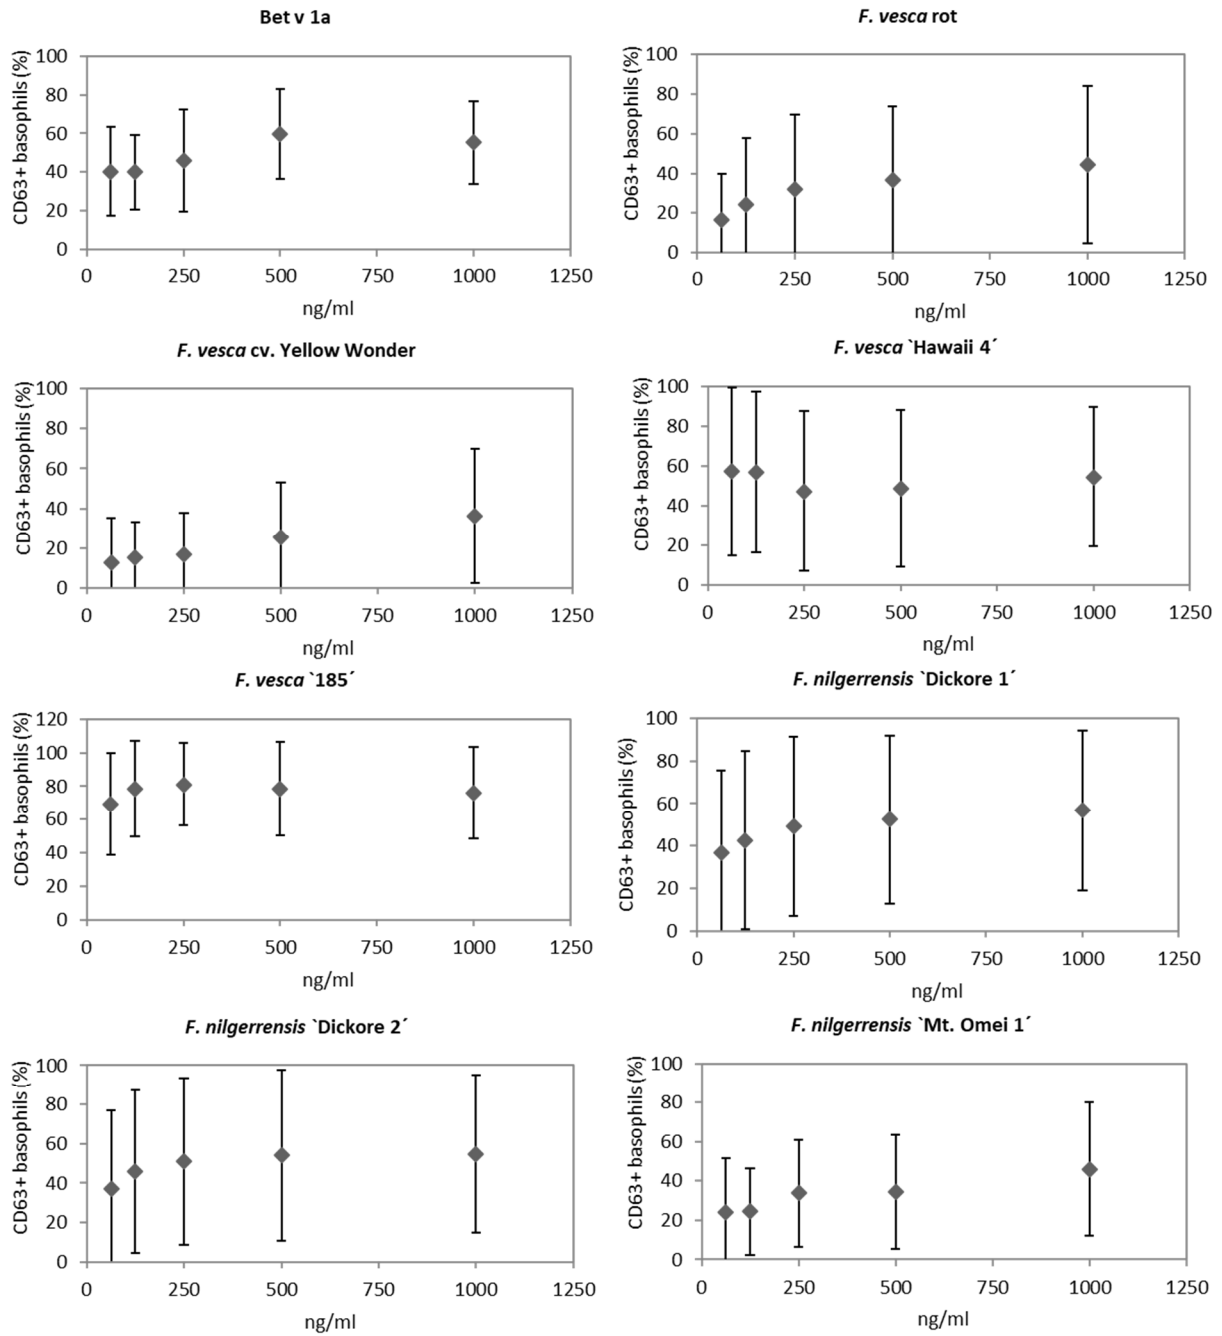 Bet v 1a
CD63+ basophils (%)
100
80
60
40
20
0
0 250 500 750 1000 1250
ng/ml
F. vesca rot
CD63+ basophils (%)
100
80
60
40
20
0
0 250 500 750 1000 1250
ng/ml
F. vesca cv. Yellow Wonder
CD63+ basophils (%)
100
80
60
40
20
0
0 250 500 750 1000 1250
ng/ml
F. vesca `Hawaii 4´
CD63+ basophils (%)
100
80
60
40
20
0
0 250 500 750 1000 1250
ng/ml
F. vesca `185´
CD63+ basophils (%)
120
100
80
60
40
20
0
0 250 500 750 1000 1250
ng/ml
F. nilgerrensis `Dickore 1´
CD63+ basophils (%)
100
80
60
40
20
0
0 250 500 750 1000 1250
ng/ml
F. nilgerrensis `Dickore 2´
CD63+ basophils (%)
100
80
60
40
20
0
0 250 500 750 1000 1250
ng/ml
F. nilgerrensis `Mt. Omei 1´
CD63+ basophils (%)
100
80
60
40
20
0
0 250 500 750 1000 1250
ng/ml